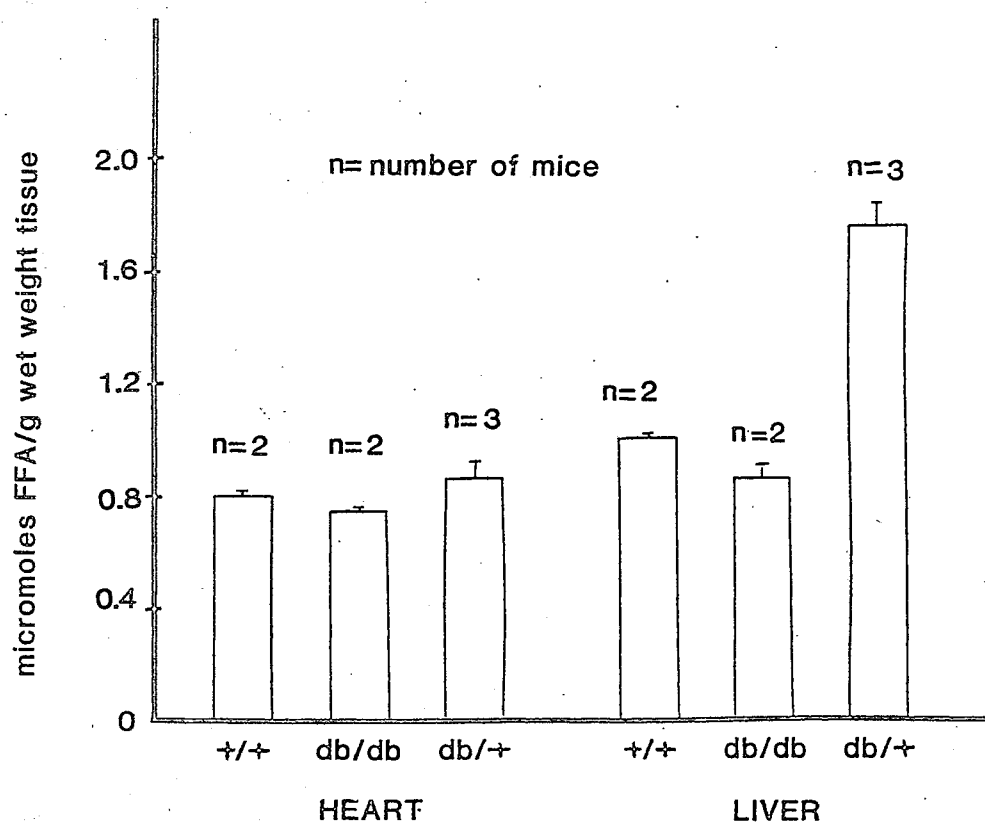 micromoles FFA/g wet weight tissue
2.0
1.6
1.2
0.8
0.4
0
n= number of mice
n=2
n=2
n=3
n=2
n=2
n=3
+/+
db/db
db/+
+/+
db/db
db/+
HEART
LIVER